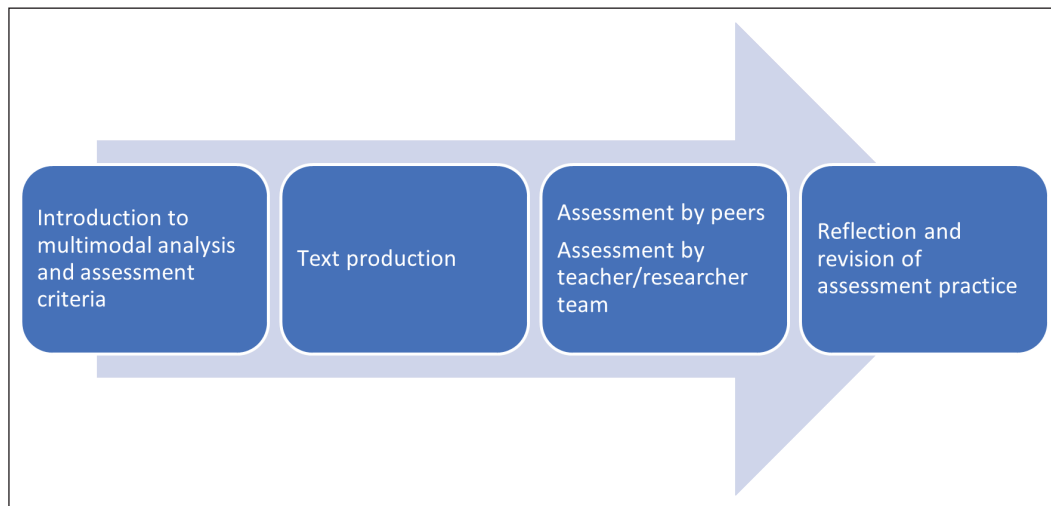 Introduction to
multimodal analysis
and assessment
criteria
Text production
Assessment by peers
Assessment by
teacher/researcher
team
Reflection and
revision of
assessment practice